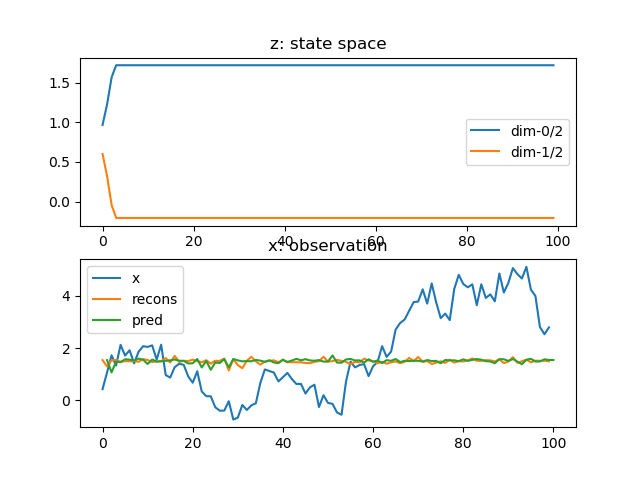 z: state space
1.5
1.0
0.5
0.0
dim-0/2
dim-1/2
0 20 40 60 80 100
x: observation
4
2
0
x
recons
pred
0 20 40 60 80 100